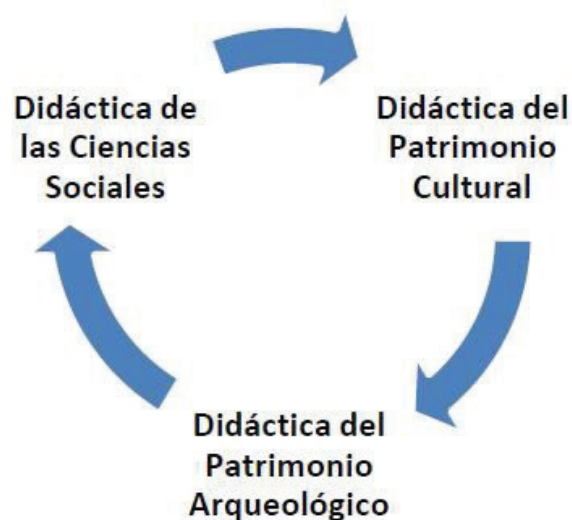 Didáctica de
las Ciencias
Sociales
Didáctica del
Patrimonio
Cultural
Didáctica del
Patrimonio
Arqueológico